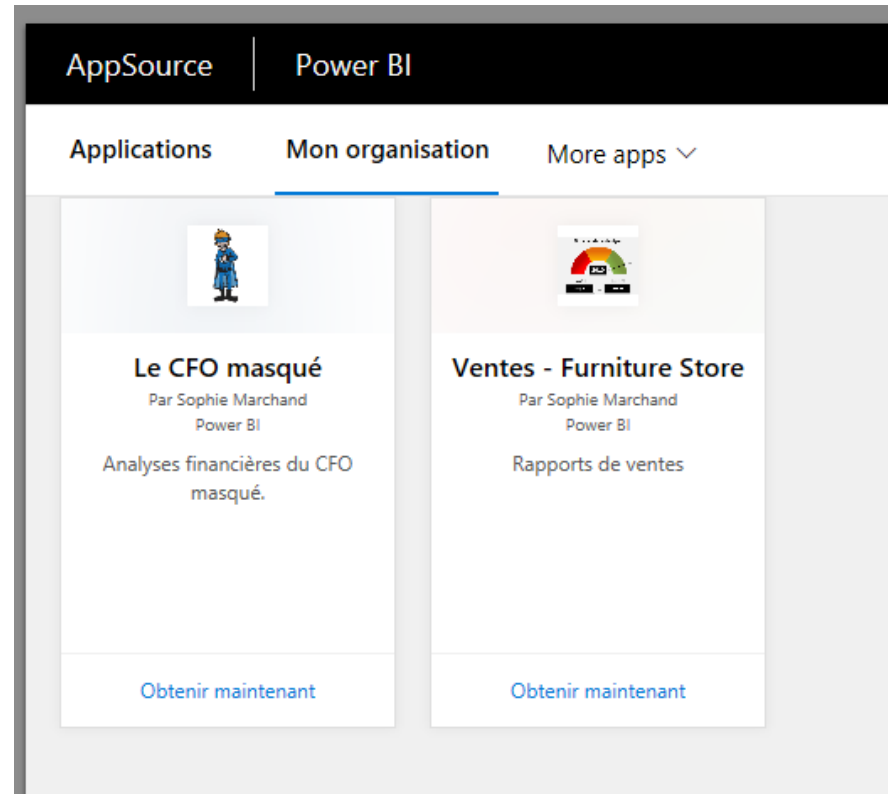 AppSource Power BI
Applications Mon organisation More apps
Le CFO masqué
Par Sophie Marchand
Power BI
Analyses financières du CFO
masqué.
Obtenir maintenant
Ventes - Furniture Store
Par Sophie Marchand
Power BI
Rapports de ventes
Obtenir maintenant